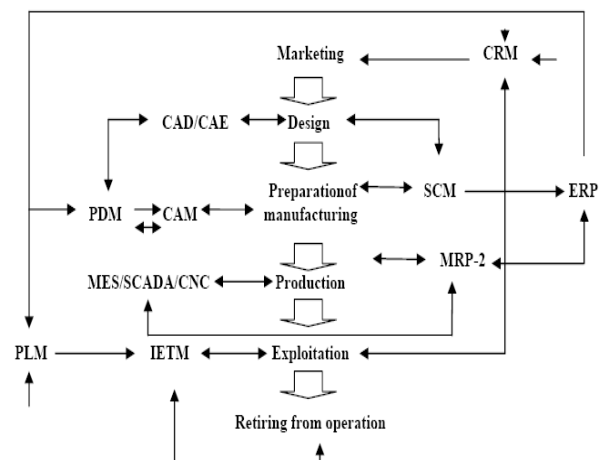 Marketing
CRM
CAD/CAE
Design
PDM
CAM
Preparationof
manufacturing
SCM
ERP
MRP-2
MES/SCADA/CNC
Production
PLM
IETM
Exploitation
Retiring from operation